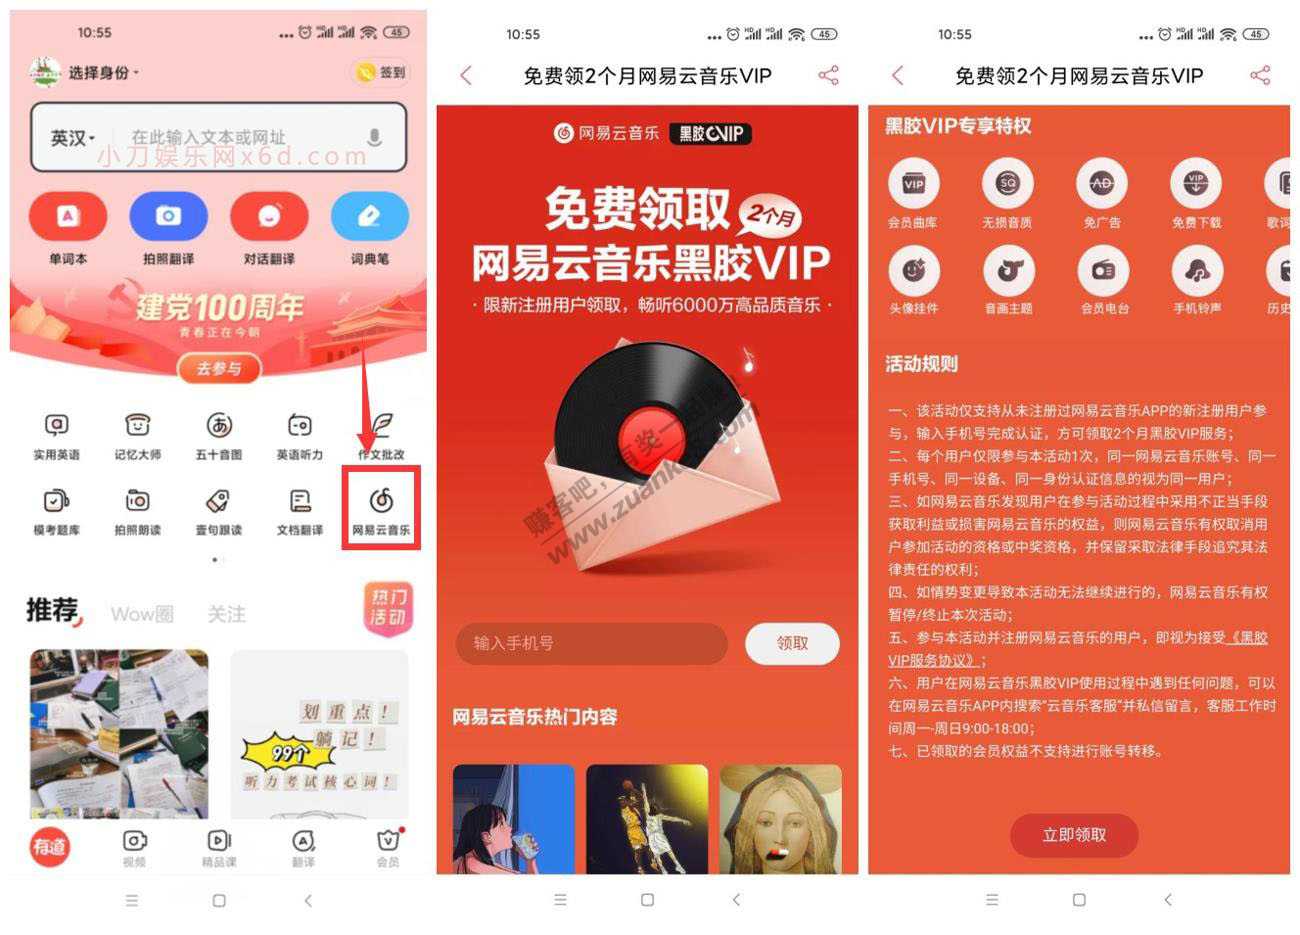 10:55
HD HD 45
选择身份
签到
英汉
在此输入文本或网址
小刀娱乐网x6d.com
单词本
拍照翻译
对话翻译
词典笔
建党100周年
青春正在今朝
去参与
实用英语
记忆大师
五十音图
英语听力
作文批改
模考题库
拍照朗读
壹句跟读
文档翻译
网易云音乐
推荐
Wow圈
关注
热门
活动
划重点！
99个
躺记！
听力考试核心词！
有道
视频
精品课
翻译
会员
10:55
HD HD 45
免费领2个月网易云音乐VIP
网易云音乐
黑胶VIP
免费领取
2个月
网易云音乐黑胶VIP
· 限新注册用户领取，畅听6000万高品质音乐 ·
赚客吧，有奖一起赚！
www.zuanke8.com
输入手机号
领取
网易云音乐热门内容
10:55
HD HD 45
免费领2个月网易云音乐VIP
黑胶VIP专享特权
VIP
SQ
AD
VIP
会员曲库
无损音质
免广告
免费下载
歌词
头像挂件
音画主题
会员电台
手机铃声
历史
活动规则
一、该活动仅支持从未注册过网易云音乐APP的新注册用户参
与，输入手机号完成认证，方可领取2个月黑胶VIP服务；
二、每个用户仅限参与本活动1次，同一网易云音乐账号、同一
手机号、同一设备、同一身份认证信息的视为同一用户；
三、如网易云音乐发现用户在参与活动过程中采用不正当手段
获取利益或损害网易云音乐的权益，则网易云音乐有权取消用
户参加活动的资格或中奖资格，并保留采取法律手段追究其法
律责任的权利；
四、如情势变更导致本活动无法继续进行的，网易云音乐有权
暂停/终止本次活动；
五、参与本活动并注册网易云音乐的用户，即视为接受《黑胶
VIP服务协议》；
六、用户在网易云音乐黑胶VIP使用过程中遇到任何问题，可以
在网易云音乐APP内搜索“云音乐客服”并私信留言，客服工作时
间周一-周日9:00-18:00；
七、已领取的会员权益不支持进行账号转移。
立即领取